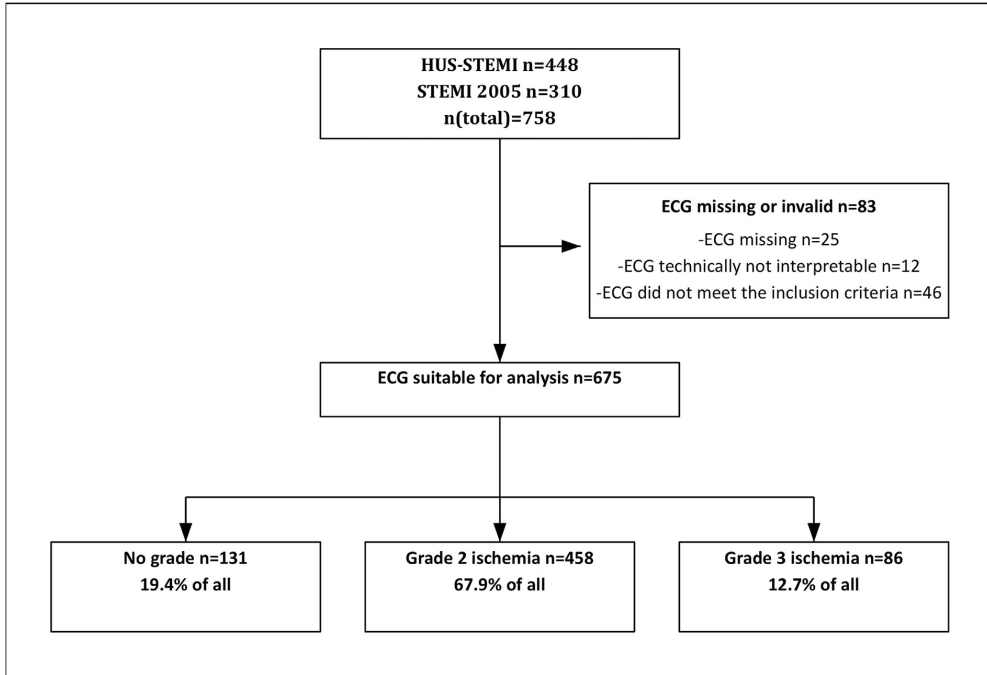 HUS-STEMI n=448
STEMI 2005 n=310
n(total)=758
ECG missing or invalid n=83
-ECG missing n=25
-ECG technically not interpretable n=12
-ECG did not meet the inclusion criteria n=46
ECG suitable for analysis n=675
No grade n=131
19.4% of all
Grade 2 ischemia n=458
67.9% of all
Grade 3 ischemia n=86
12.7% of all